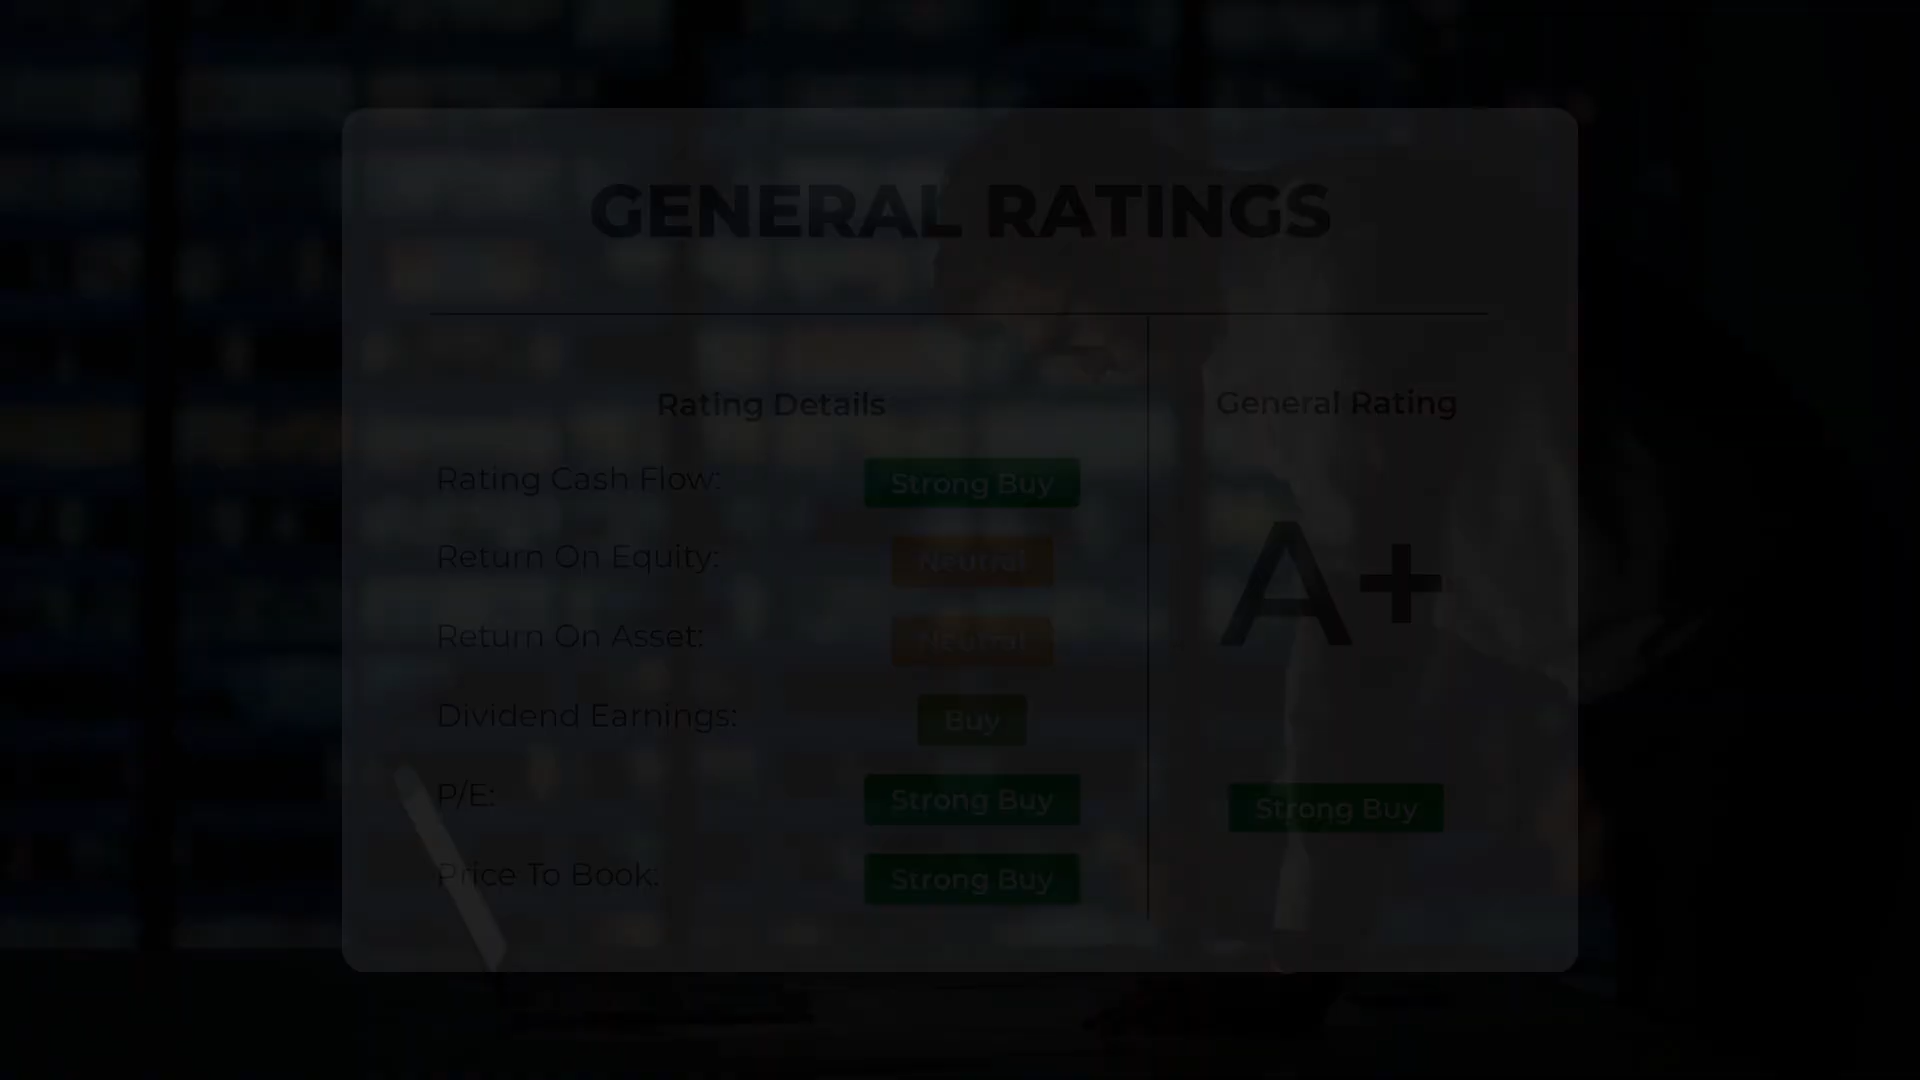 GENERAL RATINGS
Rating Details
Rating Cash Flow: Strong Buy
Return On Equity: Neutral
Return On Asset: Neutral
Dividend Earnings: Buy
P/E: Strong Buy
Price To Book: Strong Buy
General Rating
A+
Strong Buy